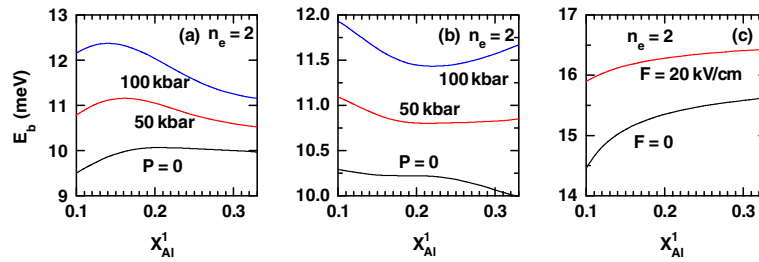 (a) n_e = 2
100 kbar
50 kbar
P = 0
E_b (meV)
13
12
11
10
9
0.1 0.2 0.3
X^1_Al
(b) n_e = 2
100 kbar
50 kbar
P = 0
12.0
11.5
11.0
10.5
10.0
0.1 0.2 0.3
X^1_Al
(c)
n_e = 2
F = 20 kV/cm
F = 0
17
16
15
14
0.1 0.2 0.3
X^1_Al